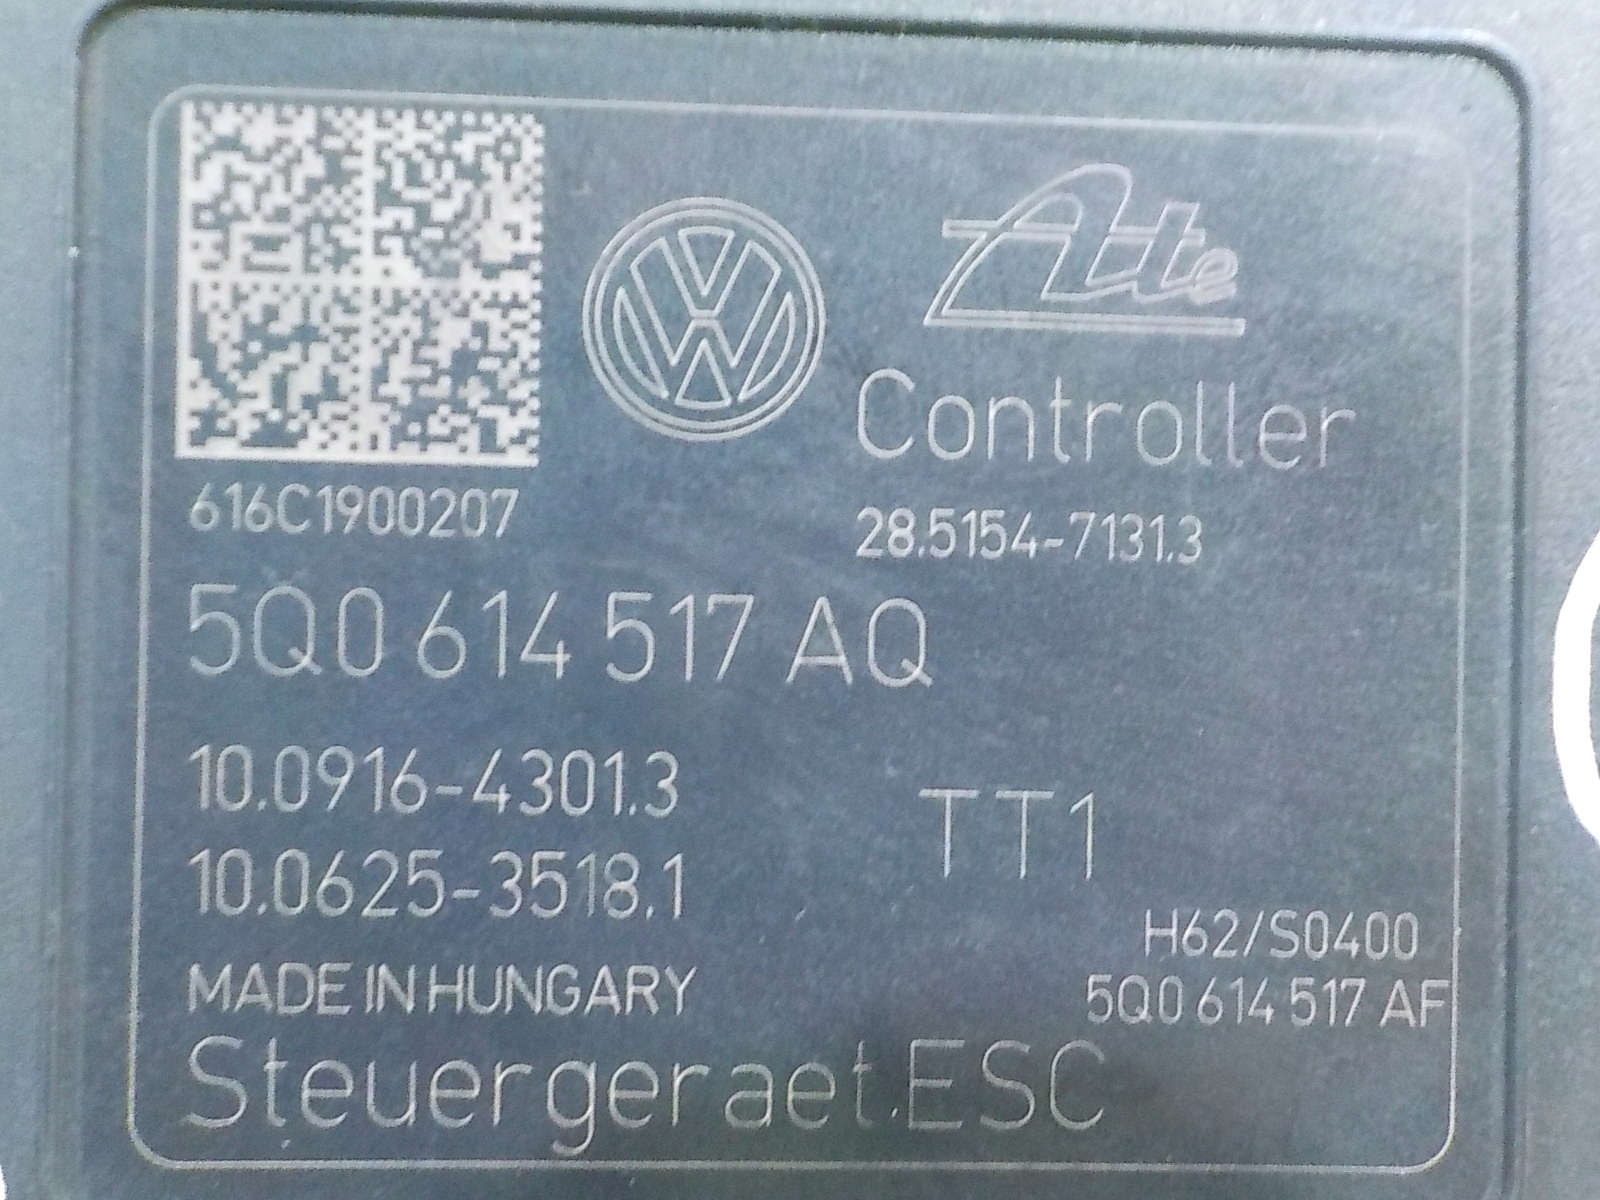 Ate
Controller
616C1900207
28.5154-7131.3
5Q0 614 517 AQ
10.0916-4301.3
TT1
10.0625-3518.1
H62/S0400
MADE IN HUNGARY
5Q0 614 517 AF
Steuergeraet.ESC